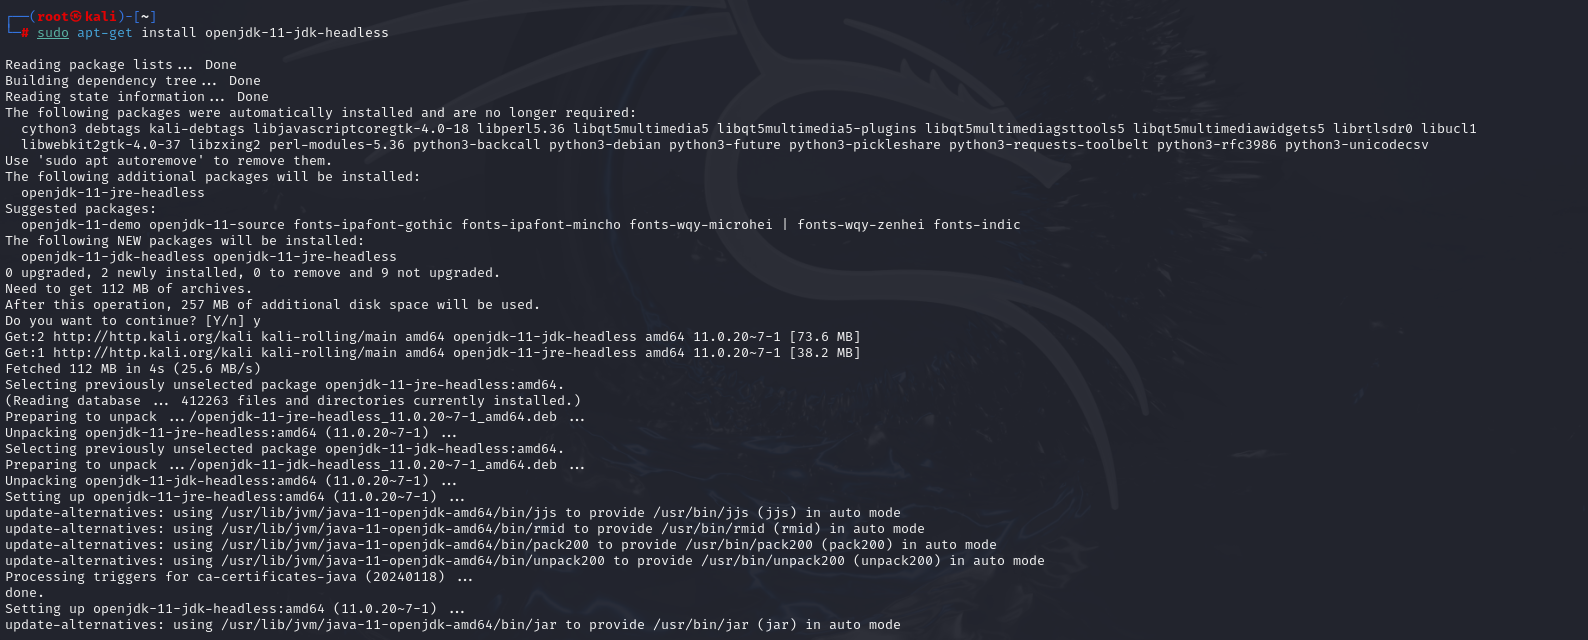 ┌──(root㉿kali)-[~]
└─# sudo apt-get install openjdk-11-jdk-headless
Reading package lists... Done
Building dependency tree... Done
Reading state information... Done
The following packages were automatically installed and are no longer required:
  cython3 debtags kali-debtags libjavascriptcoregtk-4.0-18 libperl5.36 libqt5multimedia5 libqt5multimedia5-plugins libqt5multimediagsttools5 libqt5multimediawidgets5 librtlsdr0 libucl1
  libwebkit2gtk-4.0-37 libzxing2 perl-modules-5.36 python3-backcall python3-debian python3-future python3-pickleshare python3-requests-toolbelt python3-rfc3986 python3-unicodecsv
Use 'sudo apt autoremove' to remove them.
The following additional packages will be installed:
  openjdk-11-jre-headless
Suggested packages:
  openjdk-11-demo openjdk-11-source fonts-ipafont-gothic fonts-ipafont-mincho fonts-wqy-microhei | fonts-wqy-zenhei fonts-indic
The following NEW packages will be installed:
  openjdk-11-jdk-headless openjdk-11-jre-headless
0 upgraded, 2 newly installed, 0 to remove and 9 not upgraded.
Need to get 112 MB of archives.
After this operation, 257 MB of additional disk space will be used.
Do you want to continue? [Y/n] y
Get:2 http://http.kali.org/kali kali-rolling/main amd64 openjdk-11-jdk-headless amd64 11.0.20~7-1 [73.6 MB]
Get:1 http://http.kali.org/kali kali-rolling/main amd64 openjdk-11-jre-headless amd64 11.0.20~7-1 [38.2 MB]
Fetched 112 MB in 4s (25.6 MB/s)
Selecting previously unselected package openjdk-11-jre-headless:amd64.
(Reading database ... 412263 files and directories currently installed.)
Preparing to unpack .../openjdk-11-jre-headless_11.0.20~7-1_amd64.deb ...
Unpacking openjdk-11-jre-headless:amd64 (11.0.20~7-1) ...
Selecting previously unselected package openjdk-11-jdk-headless:amd64.
Preparing to unpack .../openjdk-11-jdk-headless_11.0.20~7-1_amd64.deb ...
Unpacking openjdk-11-jdk-headless:amd64 (11.0.20~7-1) ...
Setting up openjdk-11-jre-headless:amd64 (11.0.20~7-1) ...
update-alternatives: using /usr/lib/jvm/java-11-openjdk-amd64/bin/jjs to provide /usr/bin/jjs (jjs) in auto mode
update-alternatives: using /usr/lib/jvm/java-11-openjdk-amd64/bin/rmid to provide /usr/bin/rmid (rmid) in auto mode
update-alternatives: using /usr/lib/jvm/java-11-openjdk-amd64/bin/pack200 to provide /usr/bin/pack200 (pack200) in auto mode
update-alternatives: using /usr/lib/jvm/java-11-openjdk-amd64/bin/unpack200 to provide /usr/bin/unpack200 (unpack200) in auto mode
Processing triggers for ca-certificates-java (20240118) ...
done.
Setting up openjdk-11-jdk-headless:amd64 (11.0.20~7-1) ...
update-alternatives: using /usr/lib/jvm/java-11-openjdk-amd64/bin/jar to provide /usr/bin/jar (jar) in auto mode